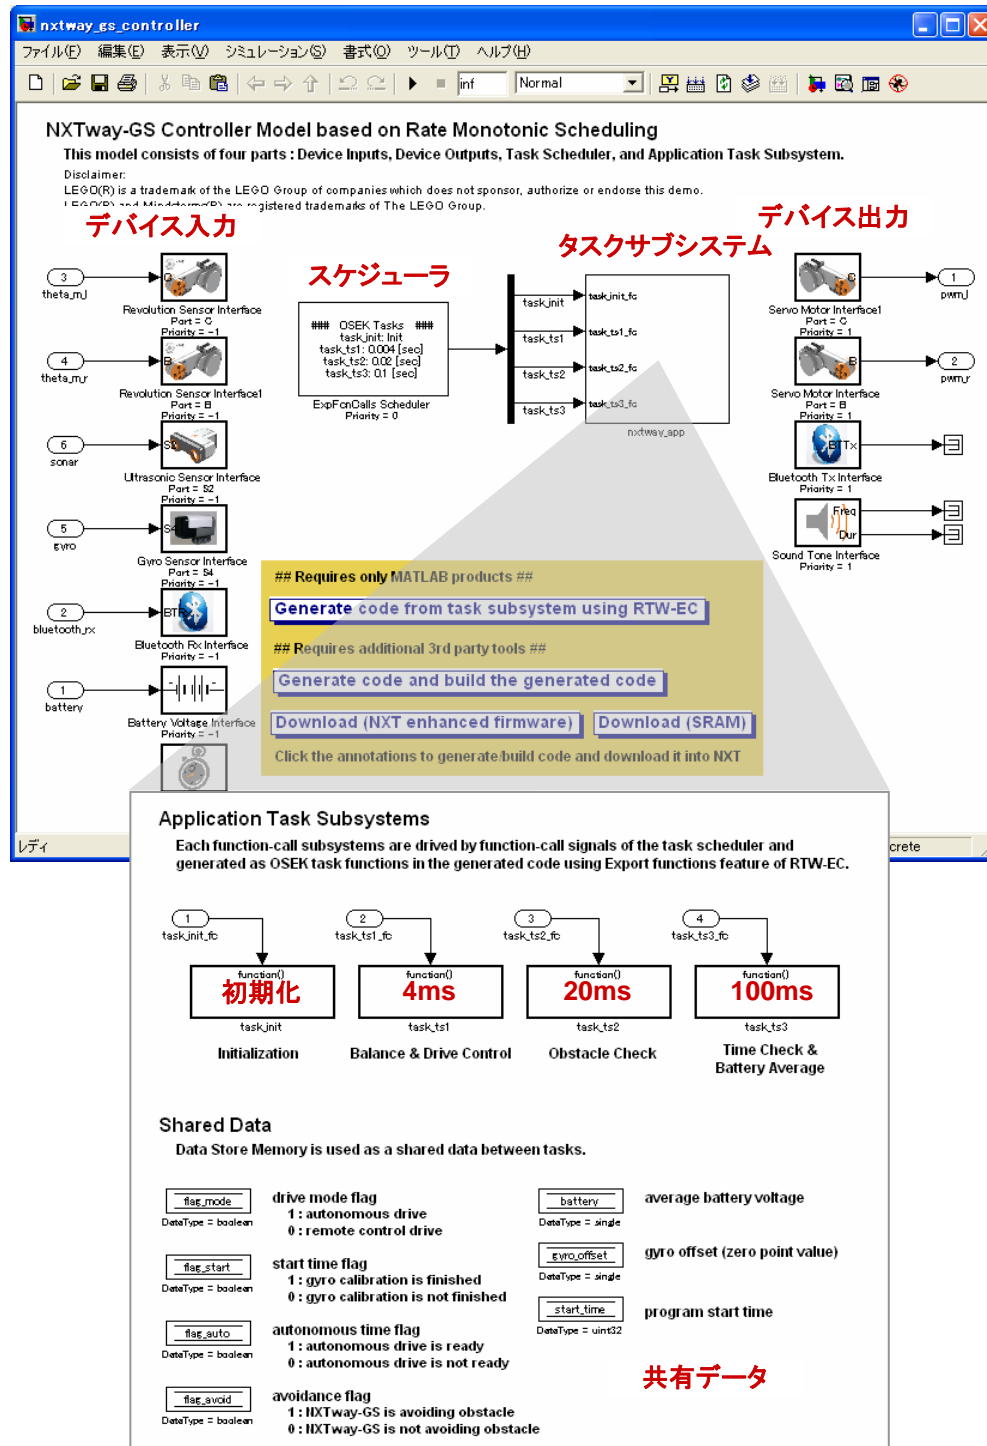 nxtway_gs_controller
ファイル(F) 編集(E) 表示(V) シミュレーション(S) 書式(O) ツール(T) ヘルプ(H)
inf Normal
NXTway-GS Controller Model based on Rate Monotonic Scheduling
This model consists of four parts : Device Inputs, Device Outputs, Task Scheduler, and Application Task Subsystem.
Disclaimer:
LEGO(R) is a trademark of the LEGO Group of companies which does not sponsor, authorize or endorse this demo.
LEGO(R) and Mindstorms(R) are registered trademarks of The LEGO Group.
デバイス入力
デバイス出力
タスクサブシステム
スケジューラ
3
theta_m_l
C
Revolution Sensor Interface
Port = C
Priority = -1
4
theta_m_r
B
Revolution Sensor Interface1
Port = B
Priority = -1
6
sonar
S2
Ultrasonic Sensor Interface
Port = S2
Priority = -1
5
gyro
S4
Gyro Sensor Interface
Port = S4
Priority = -1
2
bluetooth_rx
BTRx
Bluetooth Rx Interface
Priority = -1
1
battery
Battery Voltage Interface
Priority = -1
### OSEK Tasks ###
task_init: Init
task_ts1: 0.004 [sec]
task_ts2: 0.02 [sec]
task_ts3: 0.1 [sec]
ExpFcnCalls Scheduler
Priority = 0
task_init
task_ts1
task_ts2
task_ts3
task_init_fc
task_ts1_fc
task_ts2_fc
task_ts3_fc
nxtway_app
C
1
pwm_l
Servo Motor Interface1
Port = C
Priority = 1
B
2
pwm_r
Servo Motor Interface
Port = B
Priority = 1
BTTx
Bluetooth Tx Interface
Priority = 1
Freq
Dur
Sound Tone Interface
Priority = 1
## Requires only MATLAB products ##
Generate code from task subsystem using RTW-EC
## Requires additional 3rd party tools ##
Generate code and build the generated code
Download (NXT enhanced firmware) Download (SRAM)
Click the annotations to generate/build code and download it into NXT
レディ
crete
Application Task Subsystems
Each function-call subsystems are drived by function-call signals of the task scheduler and
generated as OSEK task functions in the generated code using Export functions feature of RTW-EC.
1
task_init_fc
2
task_ts1_fc
3
task_ts2_fc
4
task_ts3_fc
function()
初期化
task_init
Initialization
function()
4ms
task_ts1
Balance & Drive Control
function()
20ms
task_ts2
Obstacle Check
function()
100ms
task_ts3
Time Check &
Battery Average
Shared Data
Data Store Memory is used as a shared data between tasks.
flag_mode
DataType = boolean
drive mode flag
1 : autonomous drive
0 : remote control drive
flag_start
DataType = boolean
start time flag
1 : gyro calibration is finished
0 : gyro calibration is not finished
flag_auto
DataType = boolean
autonomous time flag
1 : autonomous drive is ready
0 : autonomous drive is not ready
flag_avoid
DataType = boolean
avoidance flag
1 : NXTway-GS is avoiding obstacle
0 : NXTway-GS is not avoiding obstacle
battery
DataType = single
average battery voltage
gyro_offset
DataType = single
gyro offset (zero point value)
start_time
DataType = uint32
program start time
共有データ